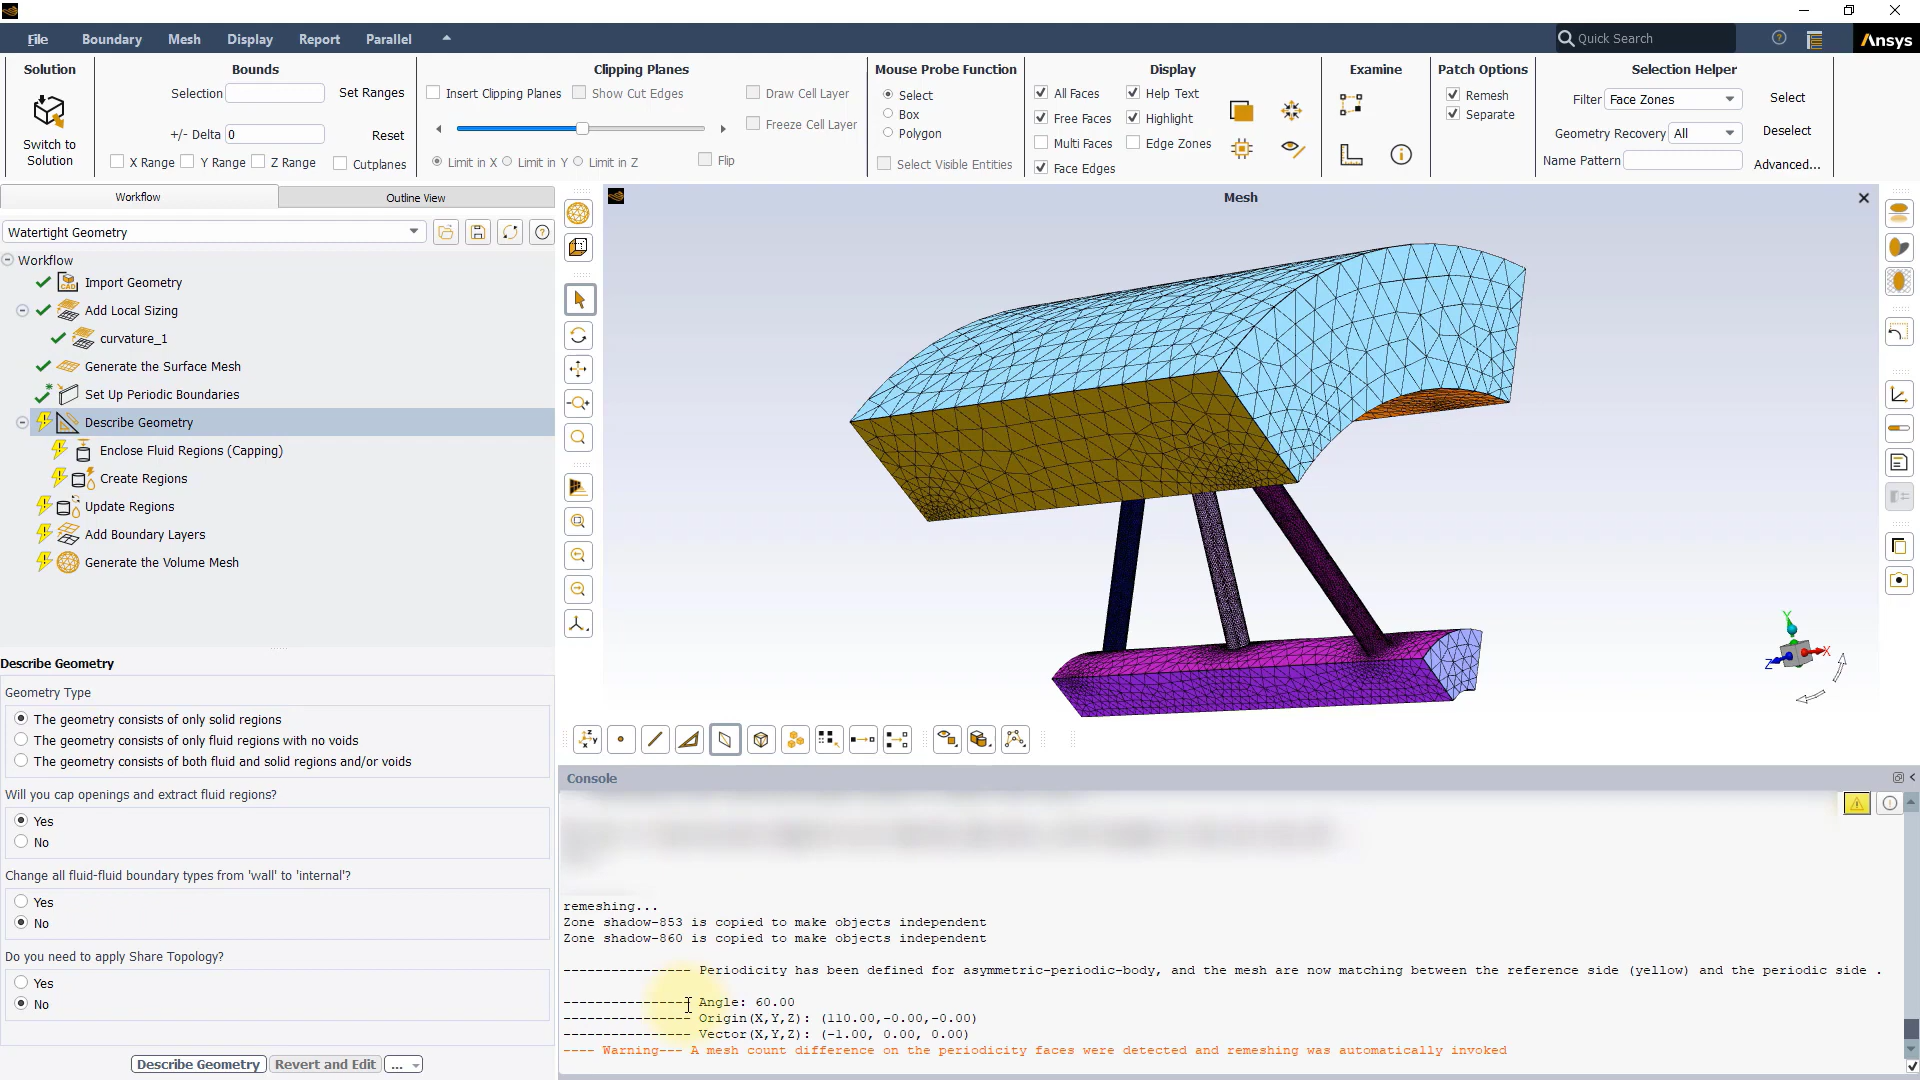 File Boundary Mesh Display Report Parallel Quick Search Ansys
Solution
Switch to
Solution
Bounds
Selection Set Ranges
+/- Delta 0 Reset
X Range Y Range Z Range Cutplanes
Clipping Planes
Insert Clipping Planes Show Cut Edges Draw Cell Layer
Freeze Cell Layer
Limit in X Limit in Y Limit in Z Flip
Mouse Probe Function
Select
Box
Polygon
Select Visible Entities
Display
All Faces Help Text
Free Faces Highlight
Multi Faces Edge Zones
Face Edges
Examine
Patch Options
Remesh
Separate
Selection Helper
Filter Face Zones Select
Geometry Recovery All Deselect
Name Pattern Advanced...
Workflow Outline View
Watertight Geometry
Workflow
Import Geometry
Add Local Sizing
curvature_1
Generate the Surface Mesh
Set Up Periodic Boundaries
Describe Geometry
Enclose Fluid Regions (Capping)
Create Regions
Update Regions
Add Boundary Layers
Generate the Volume Mesh
Describe Geometry
Geometry Type
The geometry consists of only solid regions
The geometry consists of only fluid regions with no voids
The geometry consists of both fluid and solid regions and/or voids
Will you cap openings and extract fluid regions?
Yes
No
Change all fluid-fluid boundary types from 'wall' to 'internal'?
Yes
No
Do you need to apply Share Topology?
Yes
No
Describe Geometry Revert and Edit ...
Mesh
Y
Z X
Console
remeshing...
Zone shadow-853 is copied to make objects independent
Zone shadow-860 is copied to make objects independent
---------------- Periodicity has been defined for asymmetric-periodic-body, and the mesh are now matching between the reference side (yellow) and the periodic side .
---------------- Angle: 60.00
---------------- Origin(X,Y,Z): (110.00,-0.00,-0.00)
---------------- Vector(X,Y,Z): (-1.00, 0.00, 0.00)
---- Warning--- A mesh count difference on the periodicity faces were detected and remeshing was automatically invoked